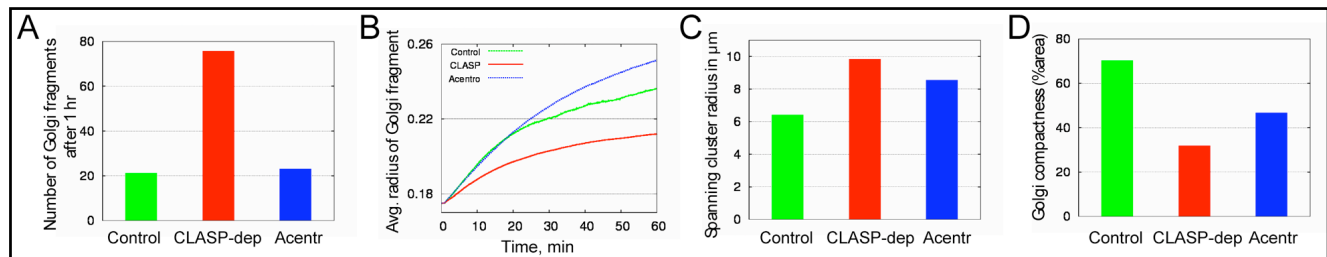 A
Number of Golgi fragments
after 1 hr
80
60
40
20
0
Control
CLASP-dep
Acentr
B
Avg. radius of Golgi fragment
0.26
0.22
0.18
Control
CLASP
Acentro
0
10
20
30
40
50
60
Time, min
C
Spanning cluster radius in μm
10
8
6
4
2
0
Control
CLASP-dep
Acentr
D
Golgi compactness (%area)
80
60
40
20
0
Control
CLASP-dep
Acentr